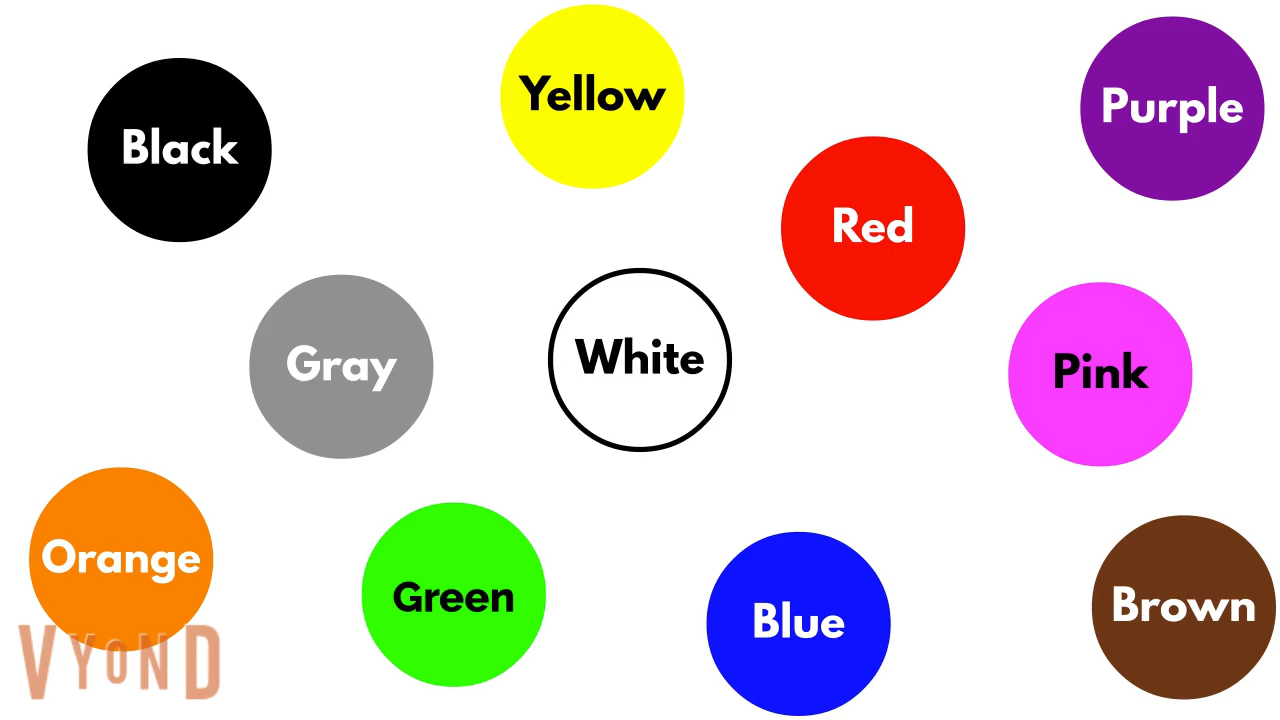 Yellow
Purple
Black
Red
White
Gray
Pink
Orange
Green
Brown
Blue
VYOND